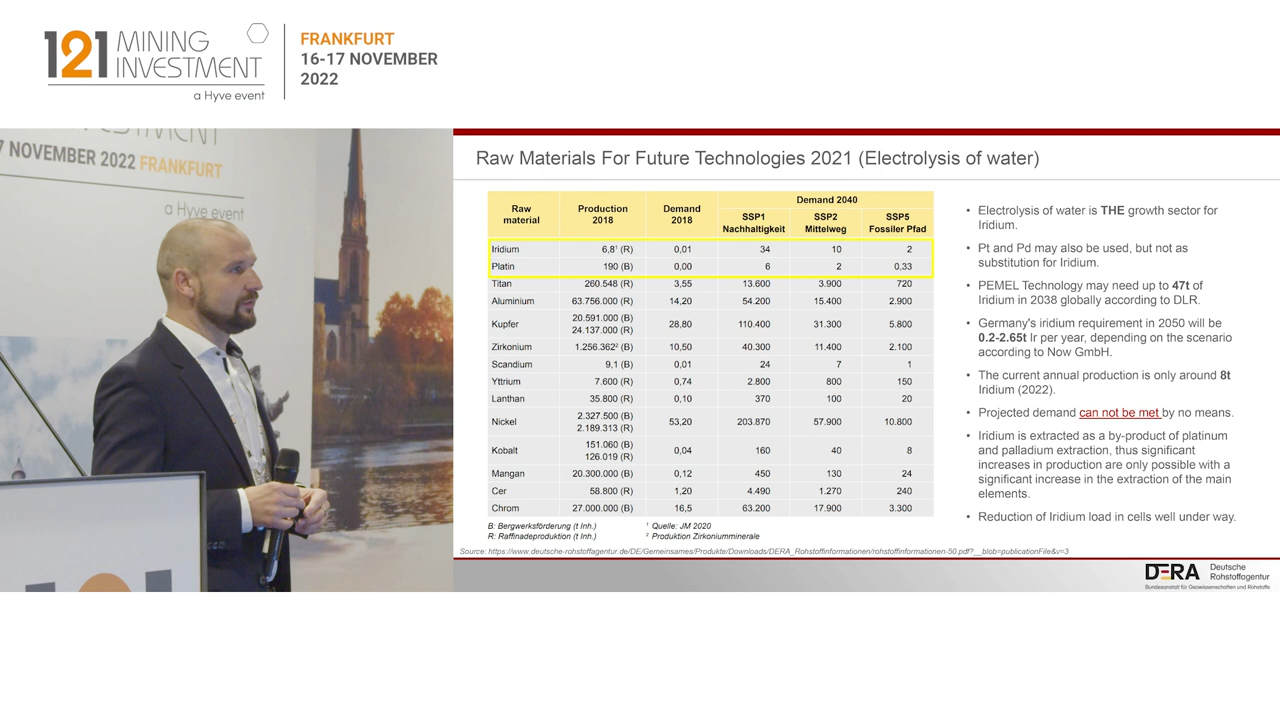 121 MINING INVESTMENT
a Hyve event
FRANKFURT
16-17 NOVEMBER
2022
7 NOVEMBER 2022 FRANKFURT
a Hyve event
Raw Materials For Future Technologies 2021 (Electrolysis of water)
Raw material | Production 2018 | Demand 2018 | Demand 2040
SSP1 Nachhaltigkeit | SSP2 Mittelweg | SSP5 Fossiler Pfad
Iridium 6,8¹ (R) 0,01 34 10 2
Platin 190 (B) 0,00 6 2 0,33
Titan 260.548 (R) 3,55 13.600 3.900 720
Aluminium 63.756.000 (R) 14,20 54.200 15.400 2.900
Kupfer 20.591.000 (B) 24.137.000 (R) 28,80 110.400 31.300 5.800
Zirkonium 1.256.362² (B) 10,50 40.300 11.400 2.100
Scandium 9,1 (B) 0,01 24 7 1
Yttrium 7.600 (R) 0,74 2.800 800 150
Lanthan 35.800 (R) 0,10 370 100 20
Nickel 2.327.500 (B) 2.189.313 (R) 53,20 203.870 57.900 10.800
Kobalt 151.060 (B) 126.019 (R) 0,04 160 40 8
Mangan 20.300.000 (B) 0,12 450 130 24
Cer 58.800 (R) 1,20 4.490 1.270 240
Chrom 27.000.000 (B) 16,5 63.200 17.900 3.300
B: Bergwerksförderung (t Inh.) ¹ Quelle: JM 2020
R: Raffinadeproduktion (t Inh.) ² Produktion Zirkoniumminerale
• Electrolysis of water is THE growth sector for
Iridium.
• Pt and Pd may also be used, but not as
substitution for Iridium.
• PEMEL Technology may need up to 47t of
Iridium in 2038 globally according to DLR.
• Germany's iridium requirement in 2050 will be
0.2-2.65t Ir per year, depending on the scenario
according to Now GmbH.
• The current annual production is only around 8t
Iridium (2022).
• Projected demand can not be met by no means.
• Iridium is extracted as a by-product of platinum
and palladium extraction, thus significant
increases in production are only possible with a
significant increase in the extraction of the main
elements.
• Reduction of Iridium load in cells well under way.
Source: https://www.deutsche-rohstoffagentur.de/DE/Gemeinsames/Produkte/Downloads/DERA_Rohstoffinformationen/rohstoffinformationen-50.pdf?__blob=publicationFile&v=3
DERA Deutsche
Rohstoffagentur
Bundesanstalt für Geowissenschaften und Rohstoffe